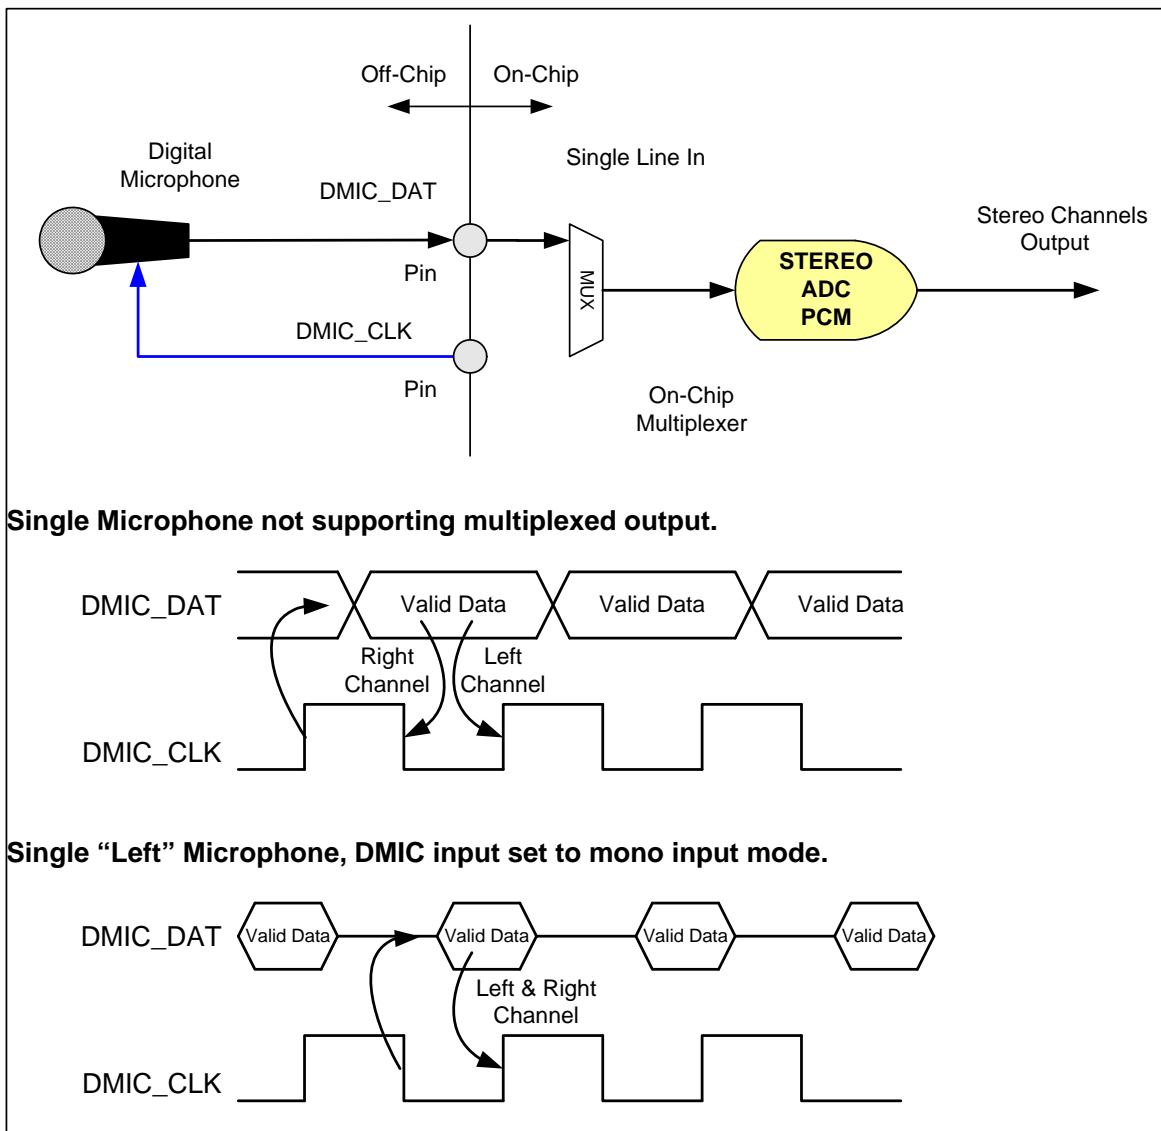 Off-Chip
On-Chip
Digital
Microphone
Single Line In
DMIC_DAT
Stereo Channels
Output
Pin
MUX
STEREO
ADC
PCM
DMIC_CLK
Pin
On-Chip
Multiplexer
Single Microphone not supporting multiplexed output.
DMIC_DAT
Valid Data
Valid Data
Valid Data
Right
Channel
Left
Channel
DMIC_CLK
Single “Left” Microphone, DMIC input set to mono input mode.
DMIC_DAT
Valid Data
Valid Data
Valid Data
Valid Data
Left & Right
Channel
DMIC_CLK